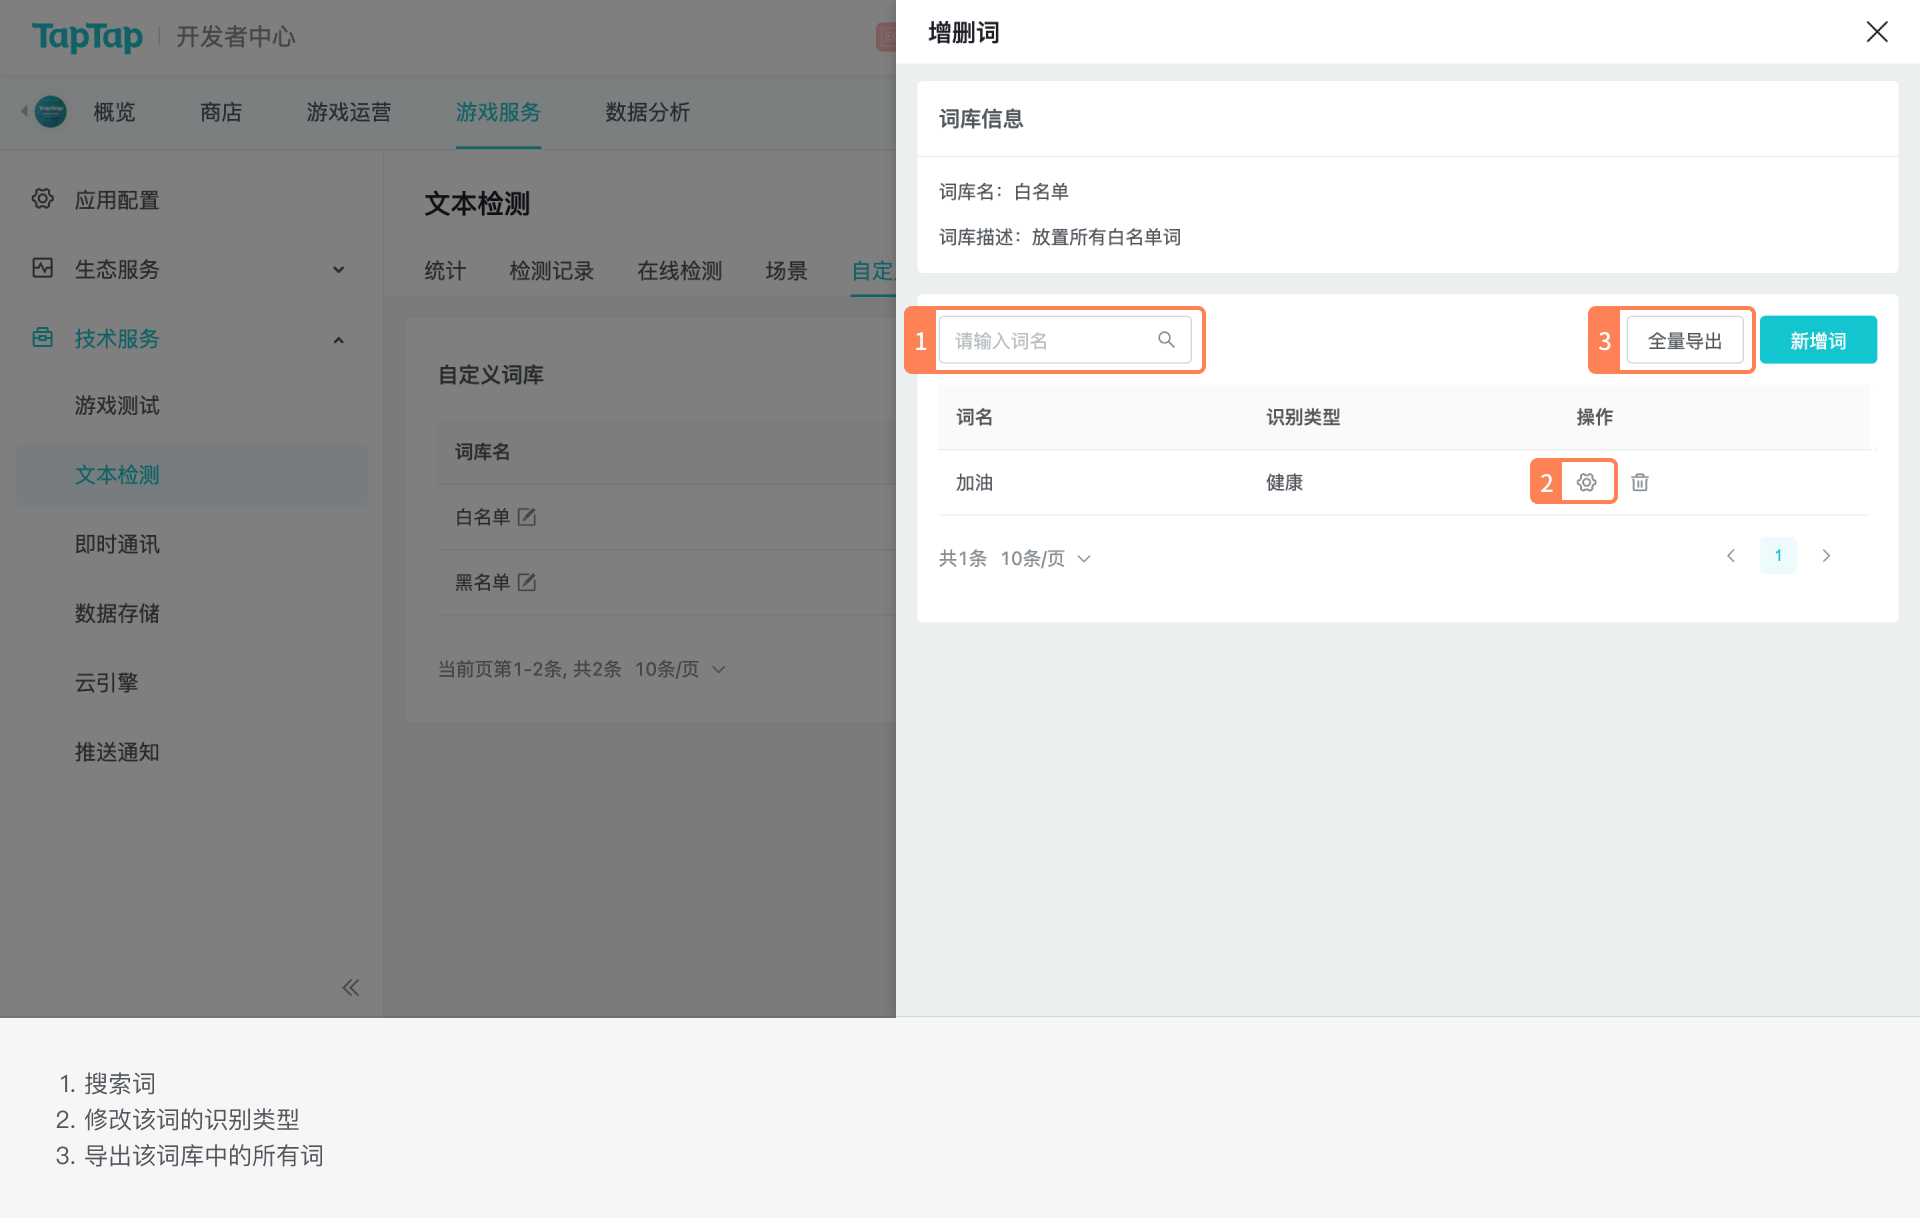 TapTap 开发者中心
概览 商店 游戏运营 游戏服务 数据分析
应用配置
生态服务
技术服务
游戏测试
文本检测
即时通讯
数据存储
云引擎
推送通知
文本检测
统计 检测记录 在线检测 场景 自定
自定义词库
词库名
白名单
黑名单
当前页第1-2条, 共2条 10条/页
增删词
词库信息
词库名：白名单
词库描述：放置所有白名单词
1 请输入词名 3 全量导出 新增词
词名 识别类型 操作
加油 健康 2
共1条 10条/页 1
1. 搜索词
2. 修改该词的识别类型
3. 导出该词库中的所有词